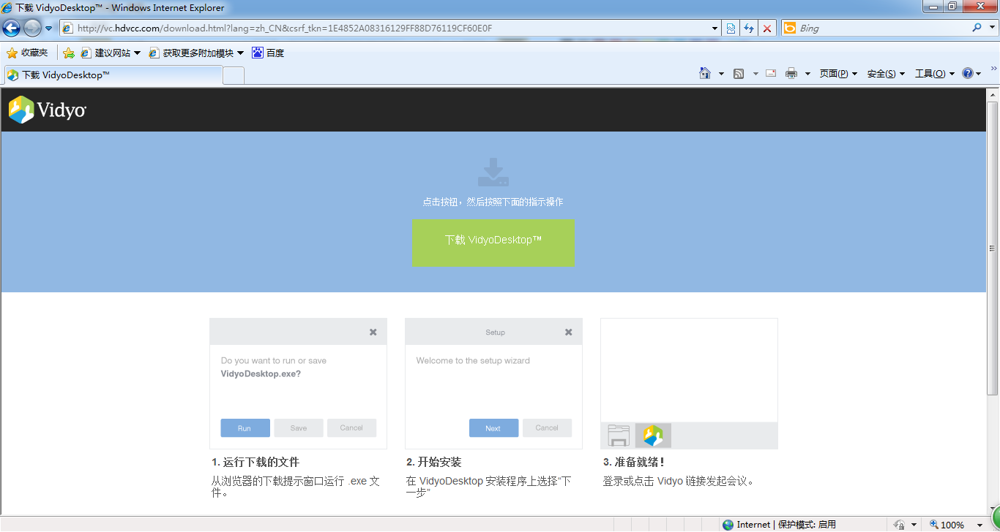 下载 VidyoDesktop™ - Windows Internet Explorer
http://vc.hdvcc.com/download.html?lang=zh_CN&csrf_tkn=1E4852A08316129FF88D76119CF60E0F
Bing
收藏夹 建议网站 获取更多附加模块 百度
下载 VidyoDesktop™
页面(P) 安全(S) 工具(O)
Vidyo
点击按钮，然后按照下面的指示操作
下载 VidyoDesktop™
Do you want to run or save
VidyoDesktop.exe?
Run Save Cancel
Setup
Welcome to the setup wizard
Next Cancel
1. 运行下载的文件
从浏览器的下载提示窗口运行 .exe 文
件。
2. 开始安装
在 VidyoDesktop 安装程序上选择“下
一步”
3. 准备就绪！
登录或点击 Vidyo 链接发起会议。
Internet | 保护模式: 启用
100%